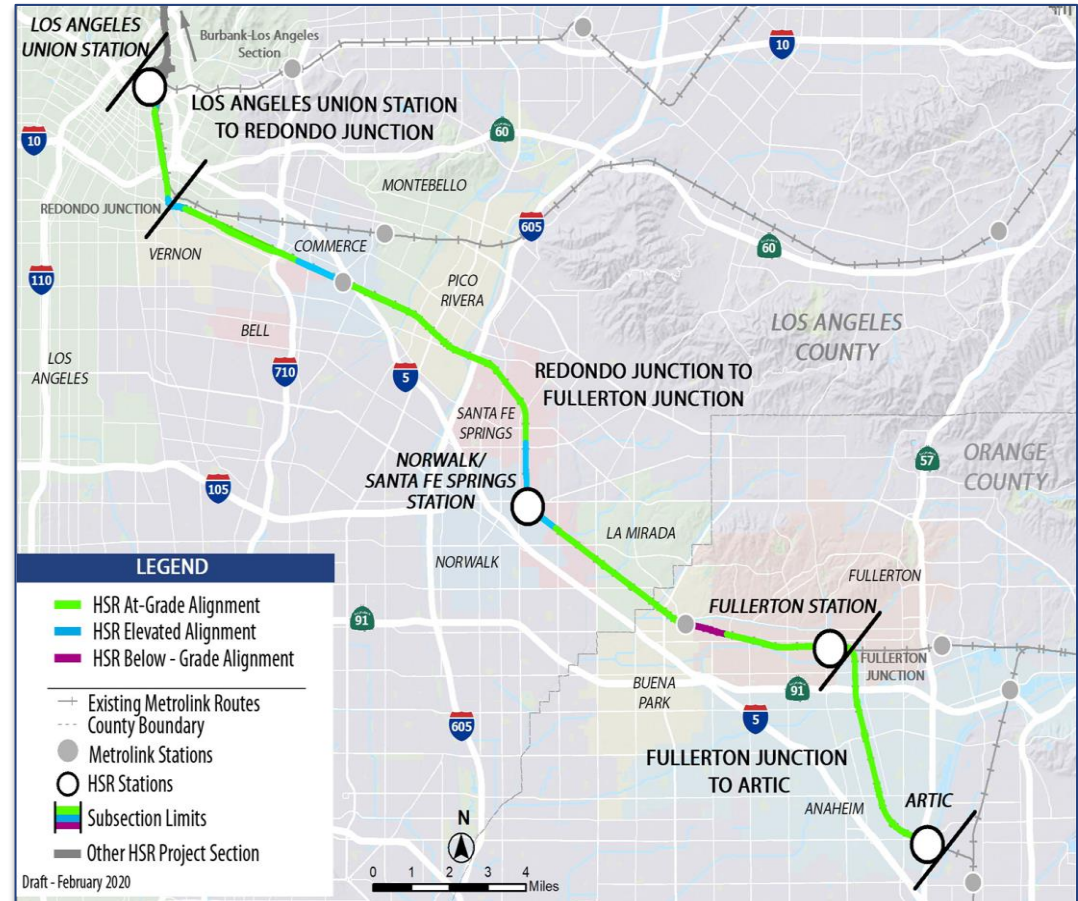 LOS ANGELES
UNION STATION
Burbank-Los Angeles
Section
10
LOS ANGELES UNION STATION
TO REDONDO JUNCTION
10
60
MONTEBELLO
REDONDO JUNCTION
605
VERNON
COMMERCE
60
110
PICO
RIVERA
BELL
LOS ANGELES
COUNTY
LOS
ANGELES
710
5
REDONDO JUNCTION TO
FULLERTON JUNCTION
SANTA FE
SPRINGS
57
ORANGE
COUNTY
NORWALK/
SANTA FE SPRINGS
STATION
105
LA MIRADA
NORWALK
FULLERTON
FULLERTON STATION
91
FULLERTON
JUNCTION
BUENA
PARK
91
605
5
FULLERTON JUNCTION
TO ARTIC
ANAHEIM
ARTIC
LEGEND
HSR At-Grade Alignment
HSR Elevated Alignment
HSR Below - Grade Alignment
Existing Metrolink Routes
County Boundary
Metrolink Stations
HSR Stations
Subsection Limits
Other HSR Project Section
Draft - February 2020
N
0 1 2 3 4
Miles